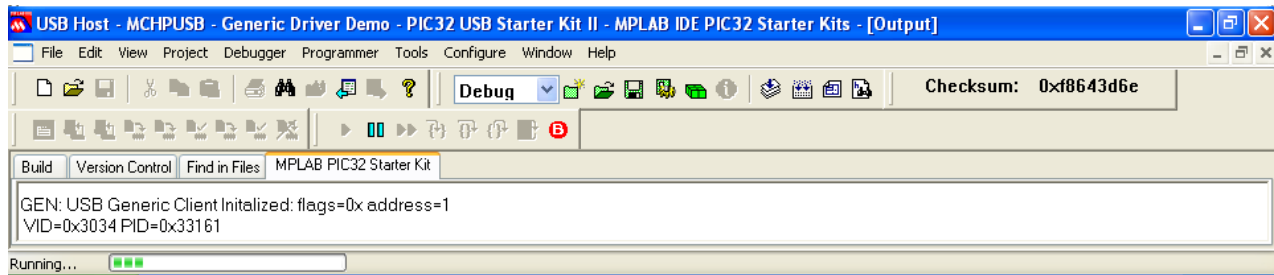 USB Host - MCHPUSB - Generic Driver Demo - PIC32 USB Starter Kit II - MPLAB IDE PIC32 Starter Kits - [Output]
File Edit View Project Debugger Programmer Tools Configure Window Help
Debug Checksum: 0xf8643d6e
Build Version Control Find in Files MPLAB PIC32 Starter Kit
GEN: USB Generic Client Initalized: flags=0x address=1
VID=0x3034 PID=0x33161
Running...